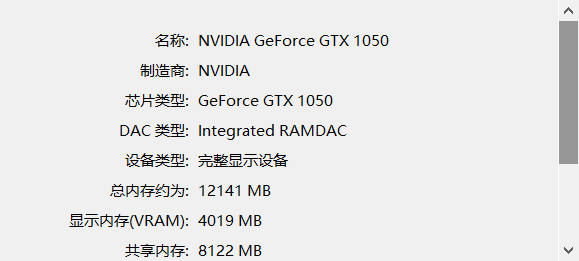 名称: NVIDIA GeForce GTX 1050
制造商: NVIDIA
芯片类型: GeForce GTX 1050
DAC 类型: Integrated RAMDAC
设备类型: 完整显示设备
总内存约为: 12141 MB
显示内存(VRAM): 4019 MB
共享内存: 8122 MB